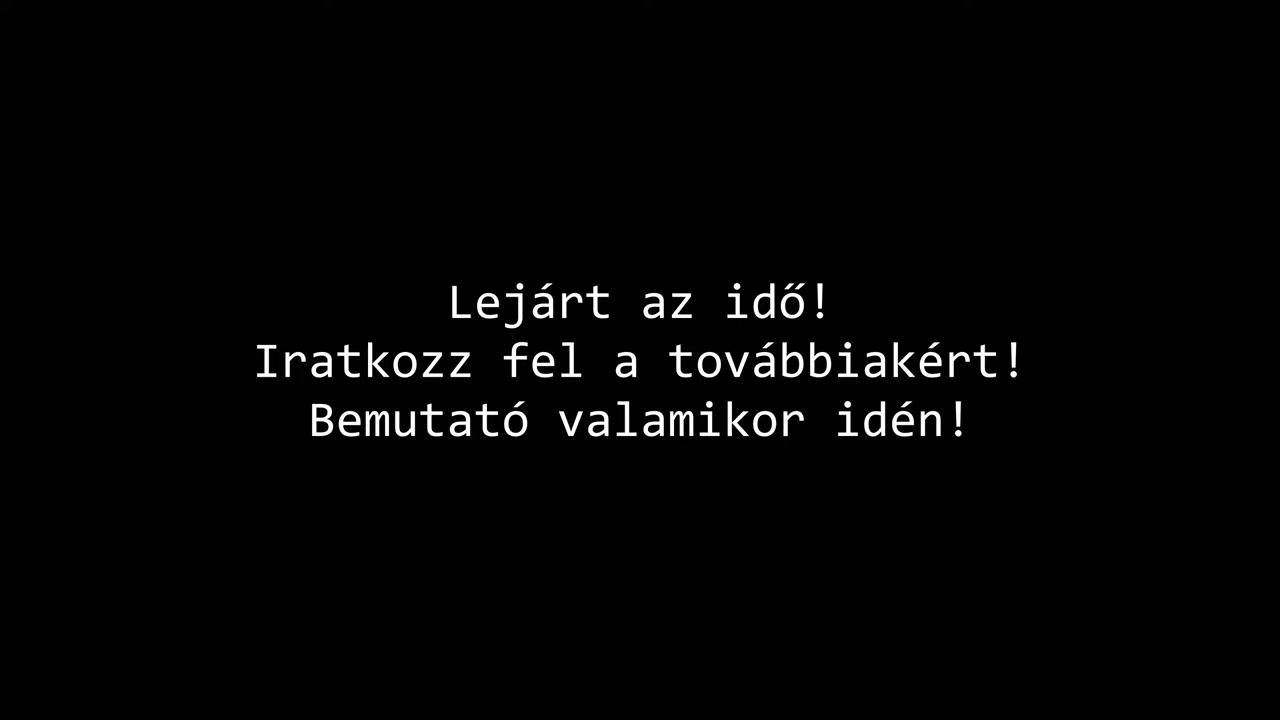 Lejárt az idő!
Iratkozz fel a továbbiakért!
Bemutató valamikor idén!